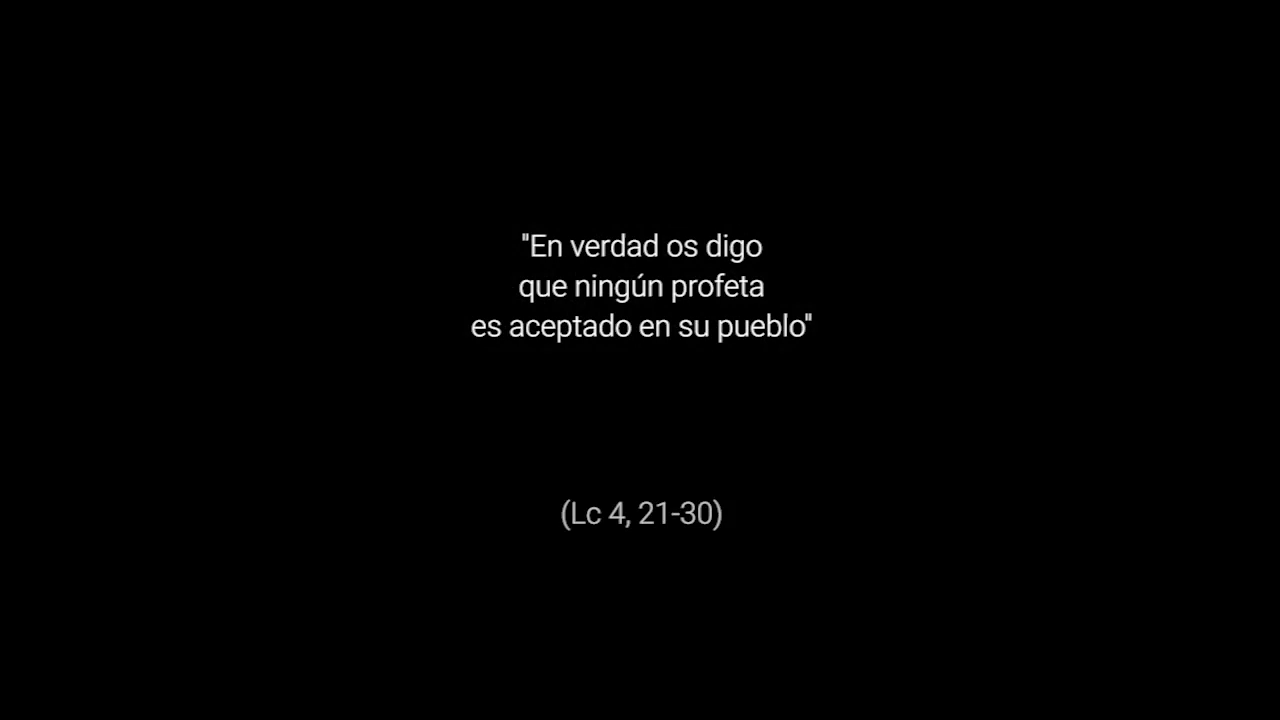 "En verdad os digo
que ningún profeta
es aceptado en su pueblo"
(Lc 4, 21-30)